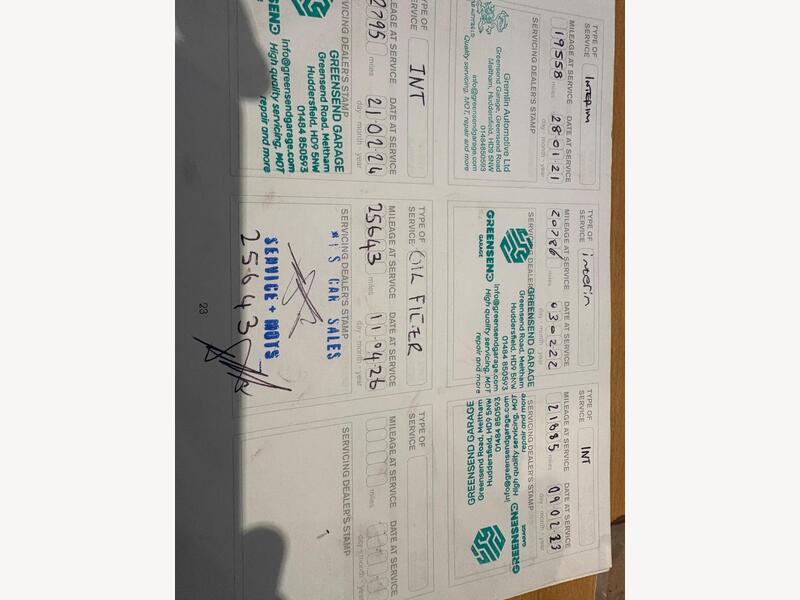 TYPE OF SERVICE
Interim
MILEAGE AT SERVICE
19558 miles
DATE AT SERVICE
28 01 21
day - month - year
SERVICING DEALER'S STAMP
Gremlin Automotive Ltd
Greensend Garage, Greensend Road
Meltham, Huddersfield, HD9 5NW
01484850593
info@greensendgarage.com
Quality servicing, MOT, repair and more
TYPE OF SERVICE
interim
MILEAGE AT SERVICE
20786 miles
DATE AT SERVICE
03 02 22
day - month - year
SERVICING DEALER'S STAMP
GREENSEND
GARAGE
GREENSEND GARAGE
Greensend Road, Meltham
Huddersfield, HD9 5NW
01484 850593
info@greensendgarage.com
High quality servicing, MOT
repair and more
TYPE OF SERVICE
INT
MILEAGE AT SERVICE
21885 miles
DATE AT SERVICE
09 02 23
day - month - year
SERVICING DEALER'S STAMP
GREENSEND
GARAGE
GREENSEND GARAGE
Greensend Road, Meltham
Huddersfield, HD9 5NW
01484 850593
info@greensendgarage.com
High quality servicing, MOT
repair and more
TYPE OF SERVICE
INT
MILEAGE AT SERVICE
2795 miles
DATE AT SERVICE
21 02 24
day - month - year
SERVICING DEALER'S STAMP
GREENSEND GARAGE
Greensend Road, Meltham
Huddersfield, HD9 5NW
01484 850593
info@greensendgarage.com
High quality servicing, MOT
repair and more
TYPE OF SERVICE
OIL FILTER
MILEAGE AT SERVICE
25643 miles
DATE AT SERVICE
11 04 26
SERVICING DEALER'S STAMP
CAR SALES
SERVICE + MOTS
25643
TYPE OF SERVICE
MILEAGE AT SERVICE
miles
DATE AT SERVICE
day - month - year
SERVICING DEALER'S STAMP
23